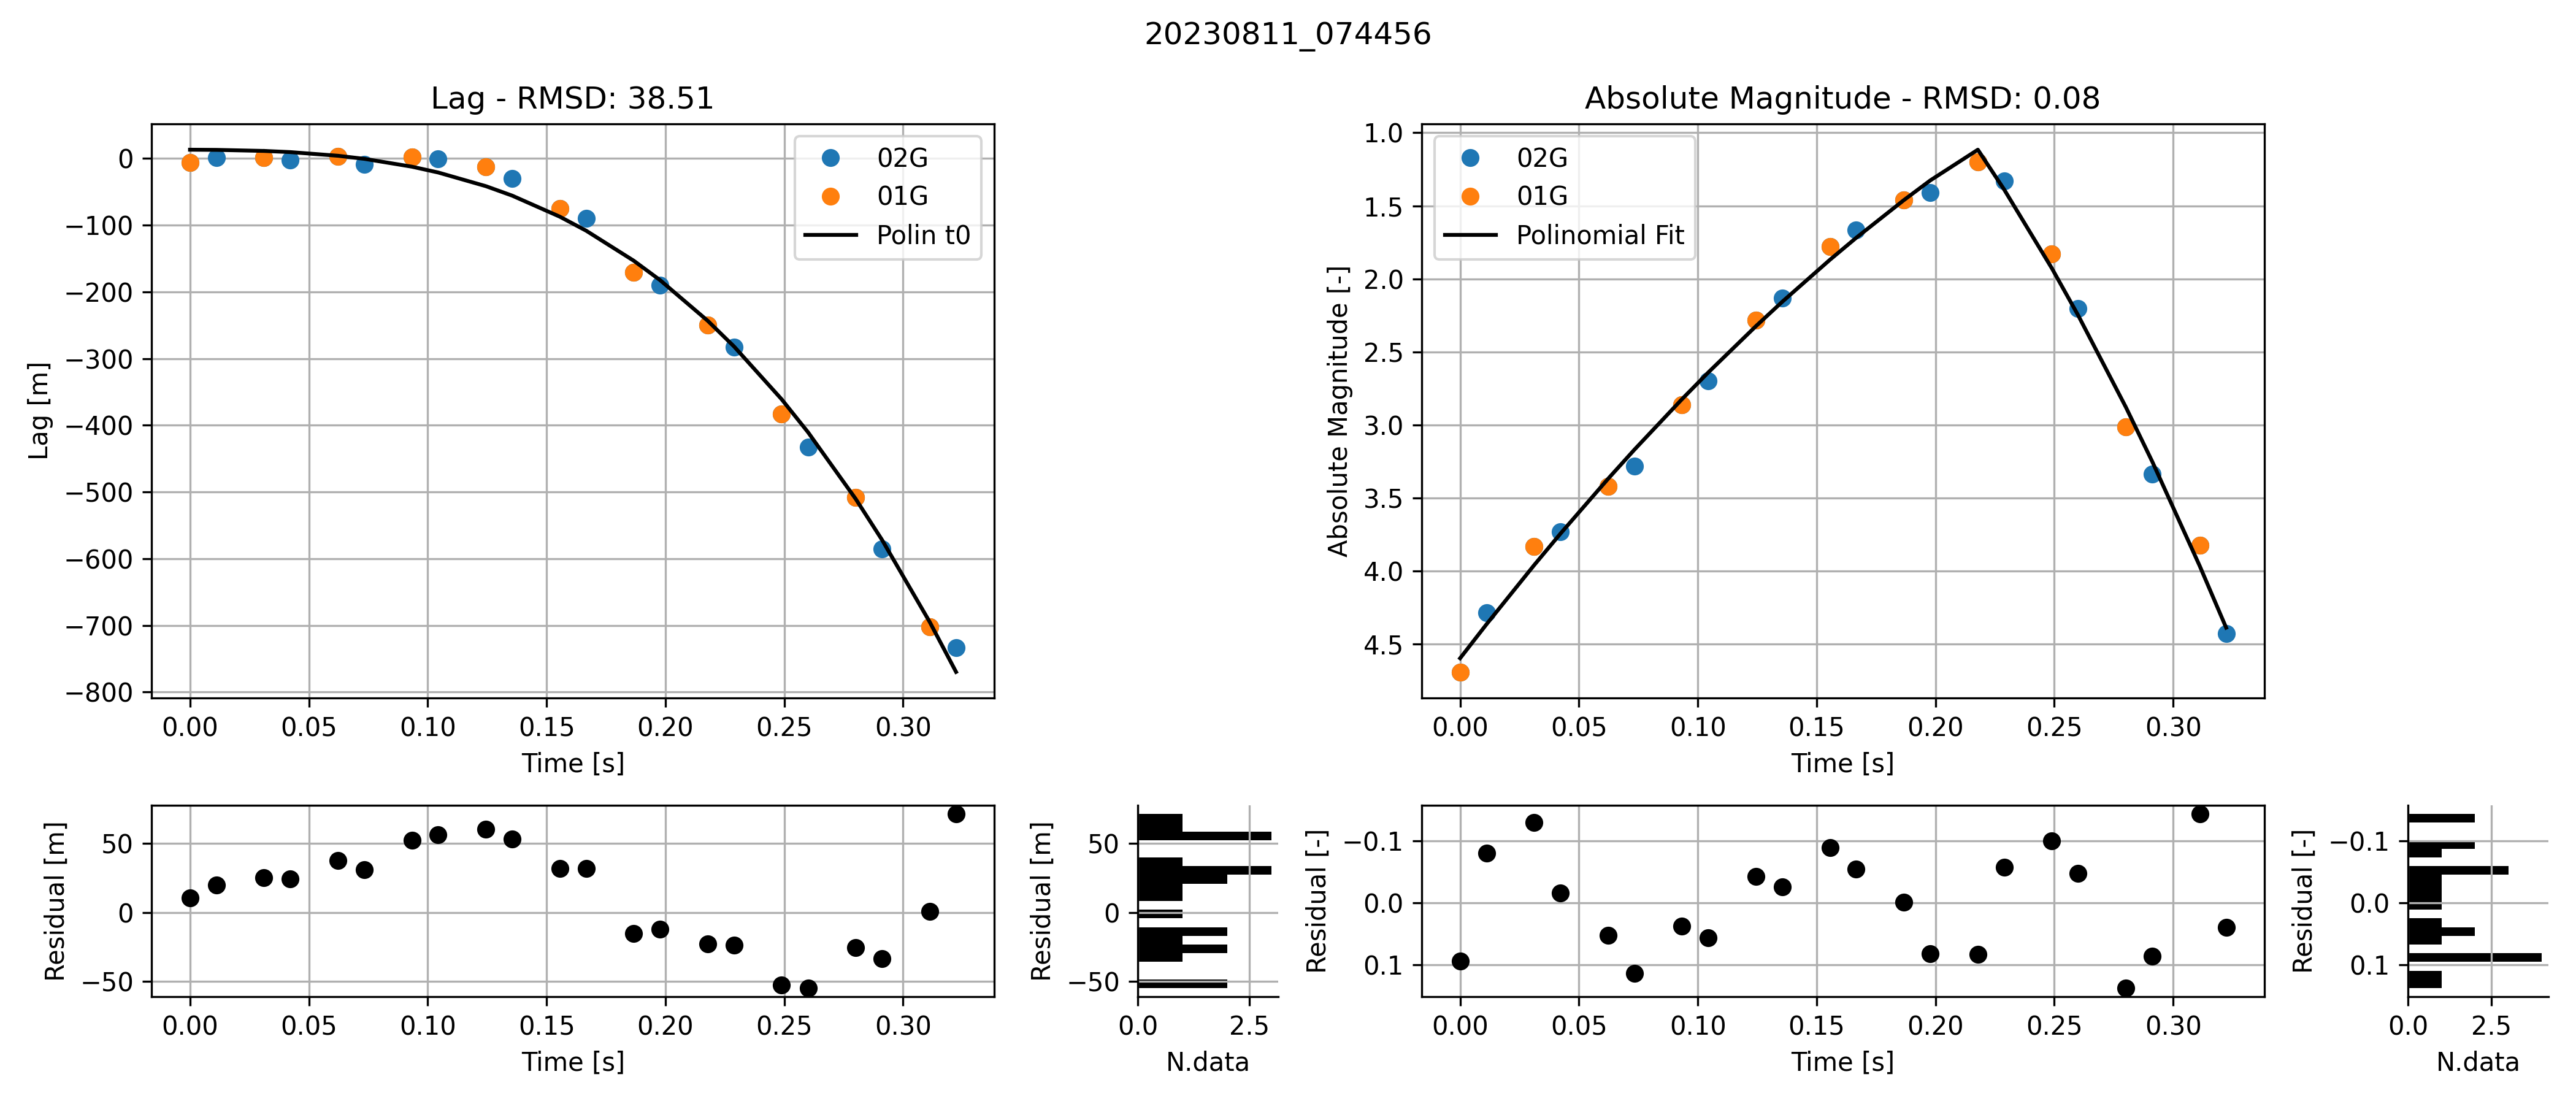 20230811_074456
Lag - RMSD: 38.51
Lag [m]
0
−100
−200
−300
−400
−500
−600
−700
−800
0.00 0.05 0.10 0.15 0.20 0.25 0.30
Time [s]
02G
01G
Polin t0
Absolute Magnitude - RMSD: 0.08
Absolute Magnitude [-]
1.0
1.5
2.0
2.5
3.0
3.5
4.0
4.5
0.00 0.05 0.10 0.15 0.20 0.25 0.30
Time [s]
02G
01G
Polinomial Fit
Residual [m]
50
0
−50
0.00 0.05 0.10 0.15 0.20 0.25 0.30
Time [s]
Residual [m]
50
0
−50
0.0 2.5
N.data
Residual [-]
−0.1
0.0
0.1
0.00 0.05 0.10 0.15 0.20 0.25 0.30
Time [s]
Residual [-]
−0.1
0.0
0.1
0.0 2.5
N.data